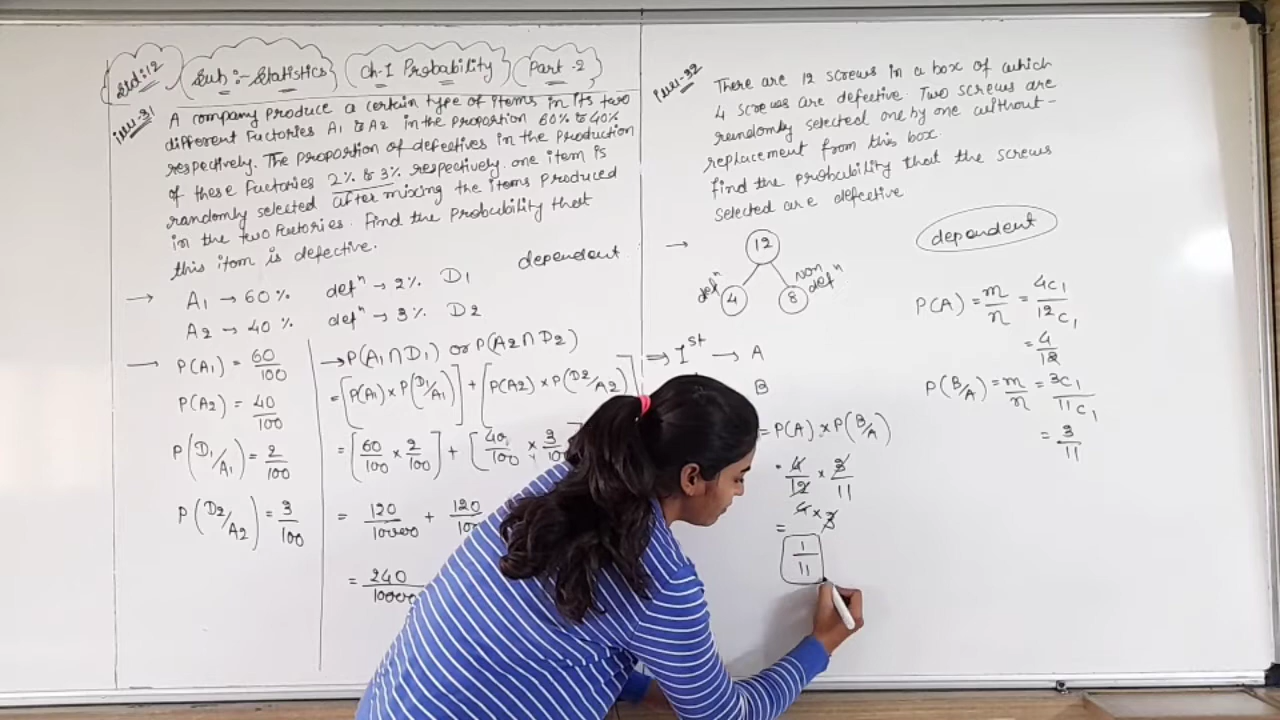 Std:12
Sub :- Statistics
Ch-1 Probability
Part-2
illu-31
A company produce a certain type of items in its two
different factories A1 & A2 in the proportion 60% & 40%
respectively. The proportion of defectives in the production
of these factories 2% & 3% respectively. one item is
randomly selected after mixing the items produced
in the two factories. find the probability that
this item is defective.
dependent
→ A1 → 60% defⁿ → 2% D1
A2 → 40% defⁿ → 3% D2
→ P(A1) = 60/100
P(A2) = 40/100
P(D1/A1) = 2/100
P(D2/A2) = 3/100
→ P(A1∩D1) or P(A2∩D2)
= [P(A1) × P(D1/A1)] + [P(A2) × P(D2/A2)]
= [60/100 × 2/100] + [40/100 × 3/100
= 120/10000 + 120/
= 240/10000
illu-32
There are 12 screws in a box of which
4 screws are defective. Two screws are
randomly selected one by one without-
replacement from this box.
find the probability that the screws
selected are defective
→ 12
defⁿ 4
8 non defⁿ
⇒ Ist → A
B
= P(A) × P(B/A)
= 4/12 × 3/11
4×3
=
1/11
dependent
P(A) = m/n = 4c1/12c1
= 4/12
P(B/A) = m/n = 3c1/11c1
= 3/11